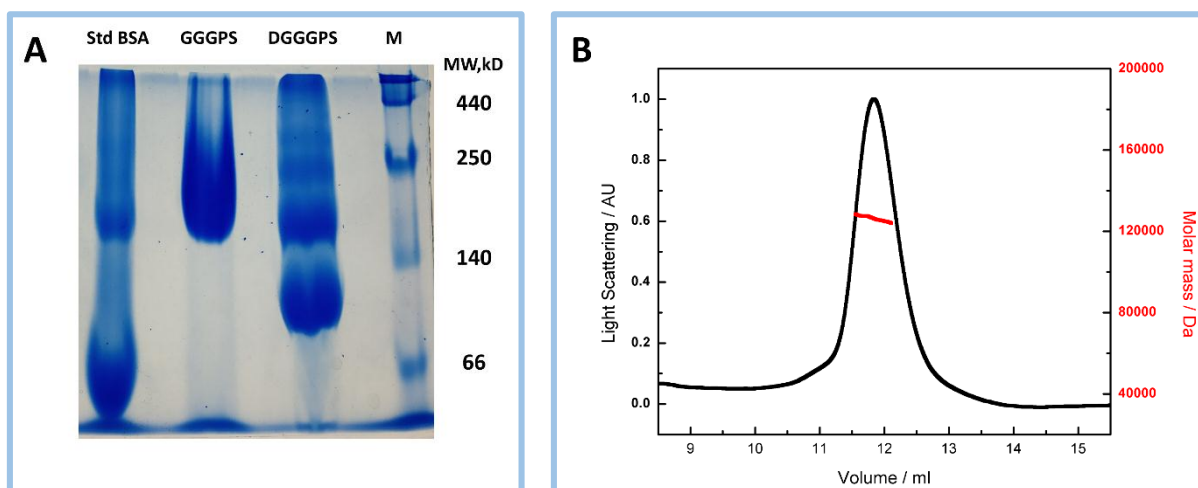 A
Std BSA GGGPS DGGGPS M
MW,kD
440
250
140
66
B
1.0
0.8
0.6
0.4
0.2
0.0
Light Scattering / AU
200000
160000
120000
80000
40000
Molar mass / Da
9 10 11 12 13 14 15
Volume / ml